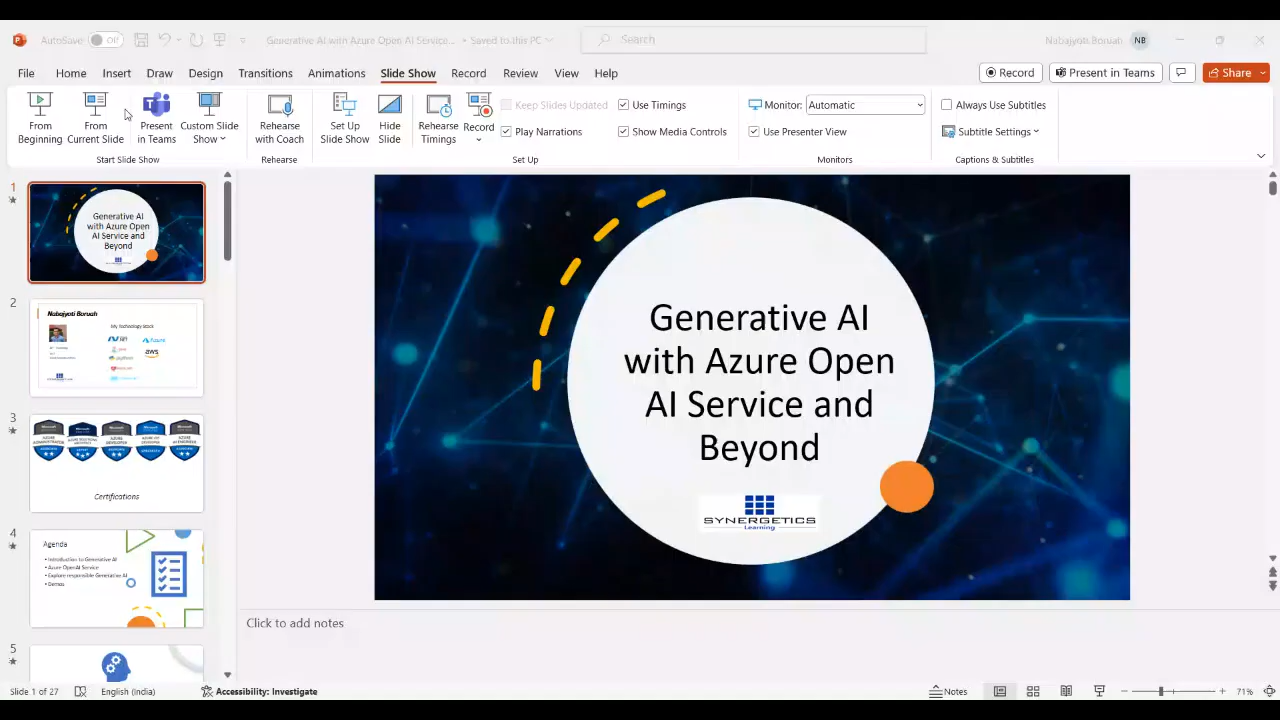 AutoSave Off Generative AI with Azure Open AI Service... • Saved to this PC Search Nabajyoti Boruah NB
File Home Insert Draw Design Transitions Animations Slide Show Record Review View Help Record Present in Teams Share
From Beginning From Current Slide Present in Teams Custom Slide Show Rehearse with Coach Set Up Slide Show Hide Slide Rehearse Timings Record
Keep Slides Updated Use Timings Monitor: Automatic Always Use Subtitles
Play Narrations Show Media Controls Use Presenter View Subtitle Settings
Start Slide Show Rehearse Set Up Monitors Captions & Subtitles
1
Generative AI
with Azure Open
AI Service and
Beyond
2
Nabajyoti Boruah
My Technology Stack
Azure
aws
3
Certifications
4
Agenda
• Introduction to Generative AI
• Azure OpenAI Service
• Explore responsible Generative AI
• Demos
5
Generative AI
with Azure Open
AI Service and
Beyond
SYNERGETICS
Learning
Click to add notes
Slide 1 of 27 English (India) Accessibility: Investigate Notes 71%